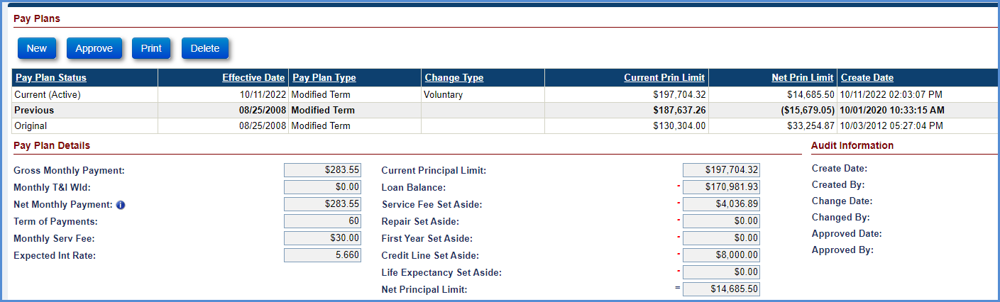 Pay Plans
New Approve Print Delete
Pay Plan Status Effective Date Pay Plan Type Change Type Current Prin Limit Net Prin Limit Create Date
Current (Active) 10/11/2022 Modified Term Voluntary $197,704.32 $14,685.50 10/11/2022 02:03:07 PM
Previous 08/25/2008 Modified Term $187,637.26 ($15,679.05) 10/01/2020 10:33:15 AM
Original 08/25/2008 Modified Term $130,304.00 $33,254.87 10/03/2012 05:27:04 PM
Pay Plan Details Audit Information
Gross Monthly Payment: $283.55 Current Principal Limit: $197,704.32 Create Date:
Monthly T&I Wld: $0.00 Loan Balance: - $170,981.93 Created By:
Net Monthly Payment: i $283.55 Service Fee Set Aside: - $4,036.89 Change Date:
Term of Payments: 60 Repair Set Aside: - $0.00 Changed By:
Monthly Serv Fee: $30.00 First Year Set Aside: - $0.00 Approved Date:
Expected Int Rate: 5.660 Credit Line Set Aside: - $8,000.00 Approved By:
Life Expectancy Set Aside: - $0.00
Net Principal Limit: = $14,685.50